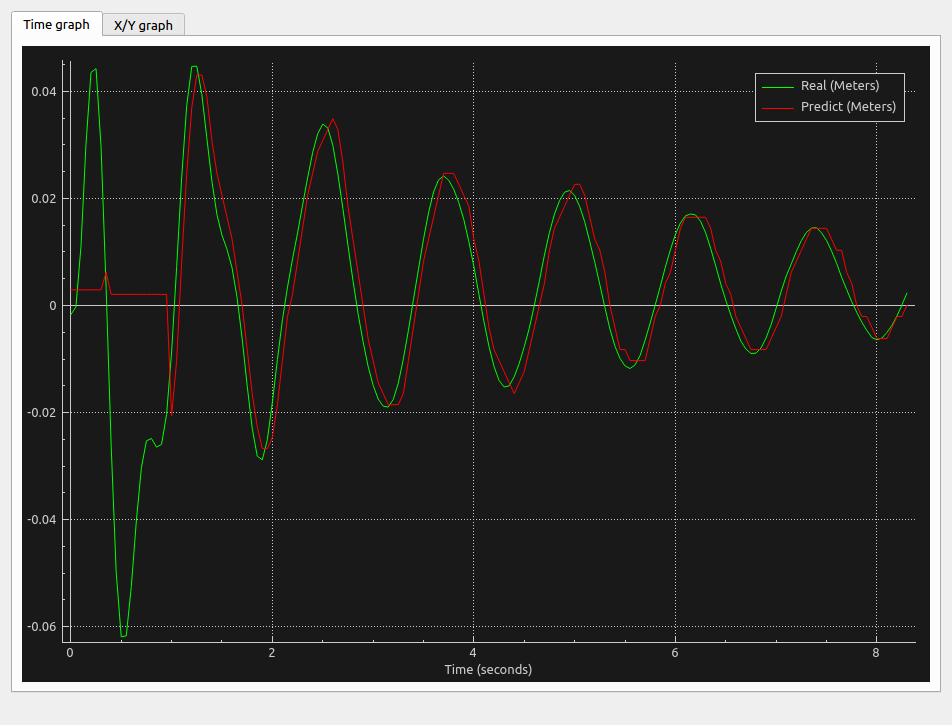 Time graph X/Y graph
0.04
0.02
0
-0.02
-0.04
-0.06
Real (Meters)
Predict (Meters)
0 2 4 6 8
Time (seconds)